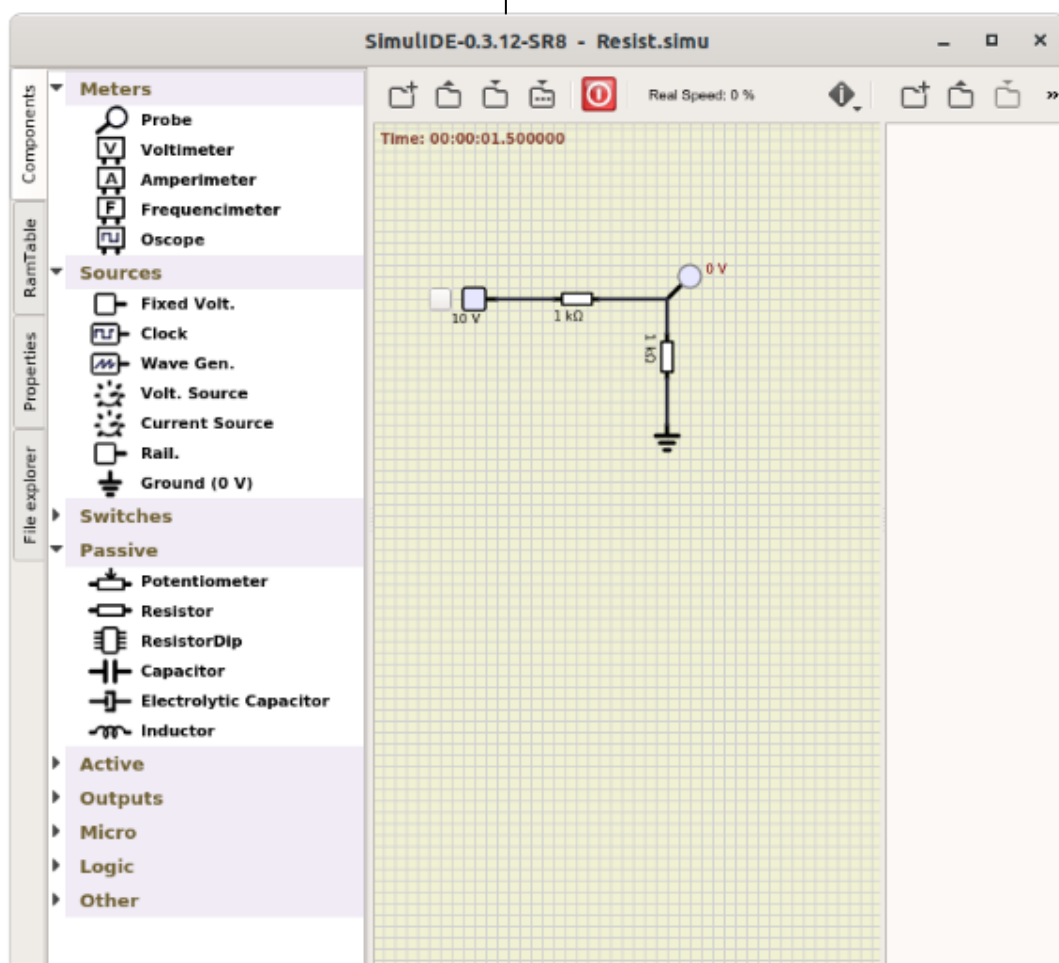 SimulIDE-0.3.12-SR8 - Resist.simu
Components
RamTable
Properties
File explorer
Meters
Probe
V Voltimeter
A Amperimeter
F Frequencimeter
Oscope
Sources
Fixed Volt.
Clock
Wave Gen.
Volt. Source
Current Source
Rail.
Ground (0 V)
Switches
Passive
Potentiometer
Resistor
ResistorDip
Capacitor
Electrolytic Capacitor
Inductor
Active
Outputs
Micro
Logic
Other
Real Speed: 0 %
»
Time: 00:00:01.500000
0 V
10 V
1 kΩ
1 kΩ